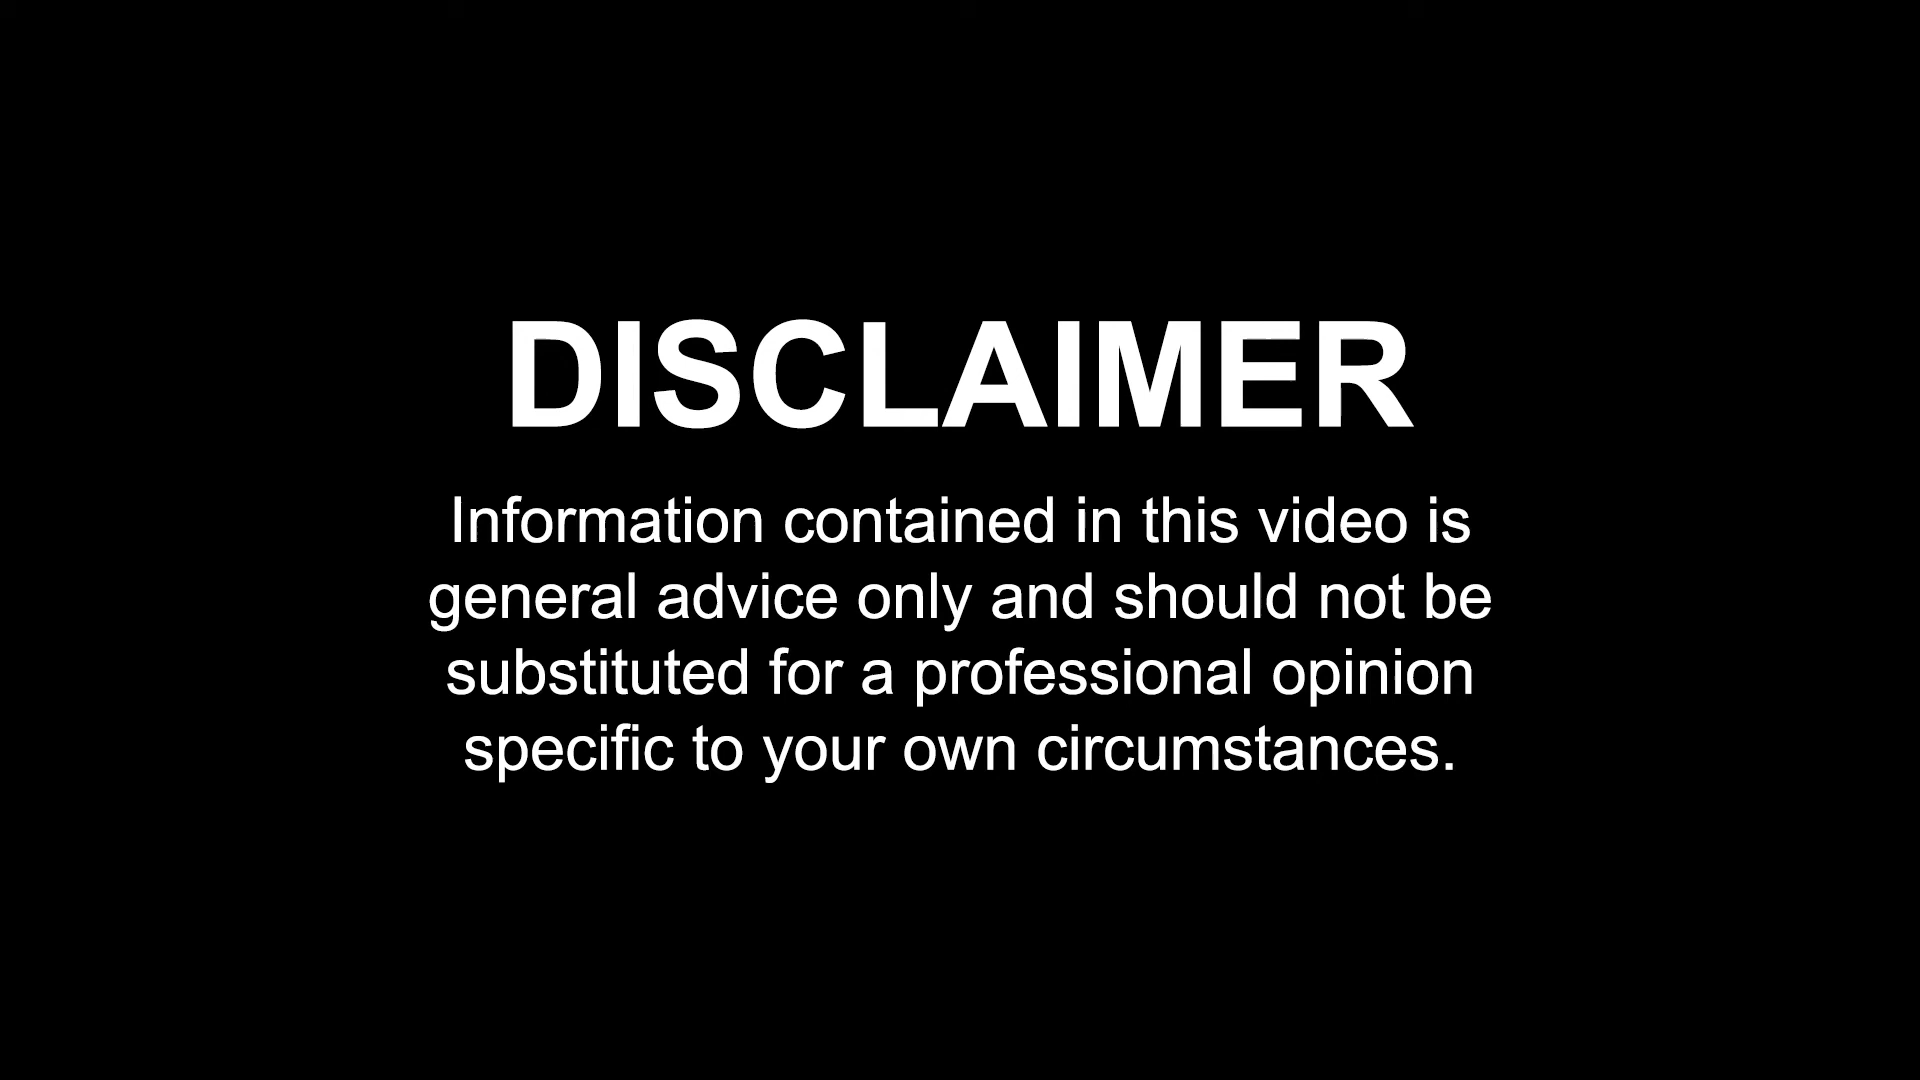 DISCLAIMER
Information contained in this video is
general advice only and should not be
substituted for a professional opinion
specific to your own circumstances.